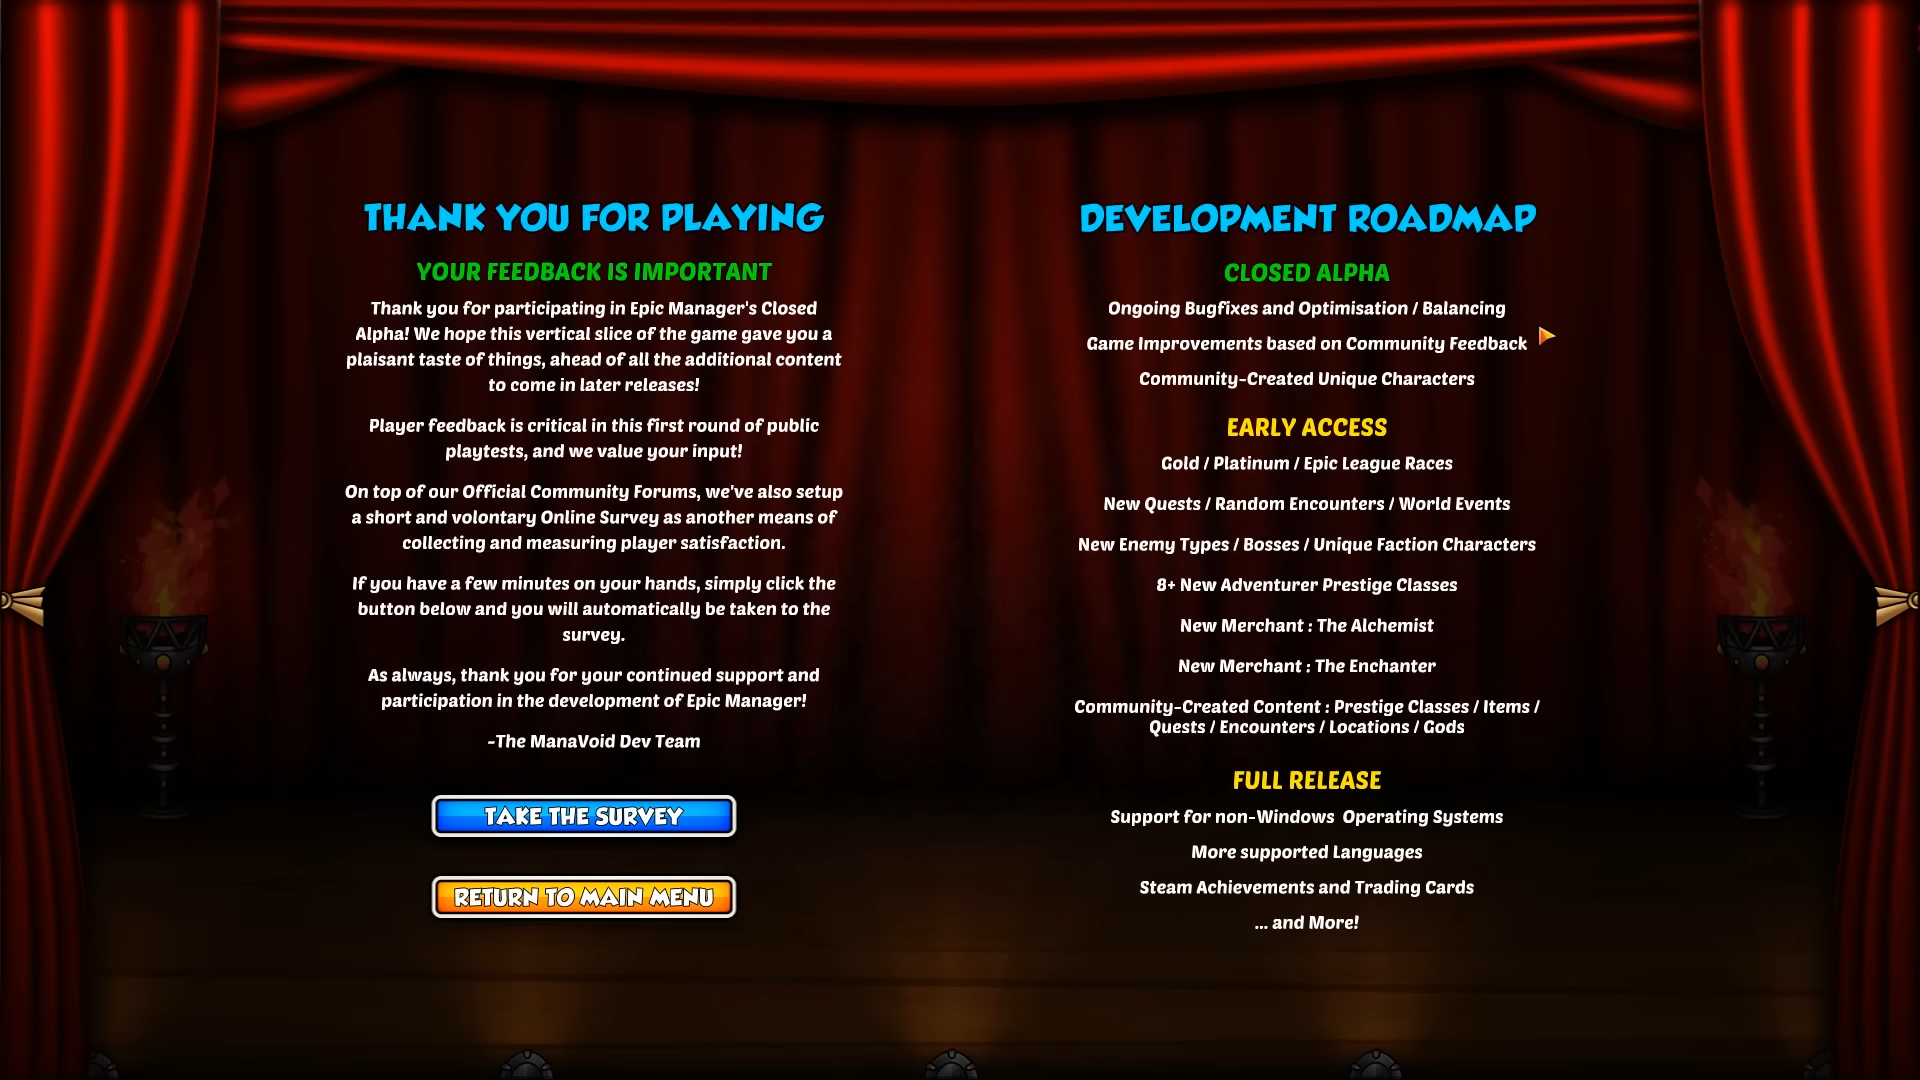 THANK YOU FOR PLAYING
YOUR FEEDBACK IS IMPORTANT
Thank you for participating in Epic Manager's Closed
Alpha! We hope this vertical slice of the game gave you a
plaisant taste of things, ahead of all the additional content
to come in later releases!
Player feedback is critical in this first round of public
playtests, and we value your input!
On top of our Official Community Forums, we've also setup
a short and volontary Online Survey as another means of
collecting and measuring player satisfaction.
If you have a few minutes on your hands, simply click the
button below and you will automatically be taken to the
survey.
As always, thank you for your continued support and
participation in the development of Epic Manager!
-The ManaVoid Dev Team
TAKE THE SURVEY
RETURN TO MAIN MENU
DEVELOPMENT ROADMAP
CLOSED ALPHA
Ongoing Bugfixes and Optimisation / Balancing
Game Improvements based on Community Feedback
Community-Created Unique Characters
EARLY ACCESS
Gold / Platinum / Epic League Races
New Quests / Random Encounters / World Events
New Enemy Types / Bosses / Unique Faction Characters
8+ New Adventurer Prestige Classes
New Merchant : The Alchemist
New Merchant : The Enchanter
Community-Created Content : Prestige Classes / Items /
Quests / Encounters / Locations / Gods
FULL RELEASE
Support for non-Windows  Operating Systems
More supported Languages
Steam Achievements and Trading Cards
... and More!